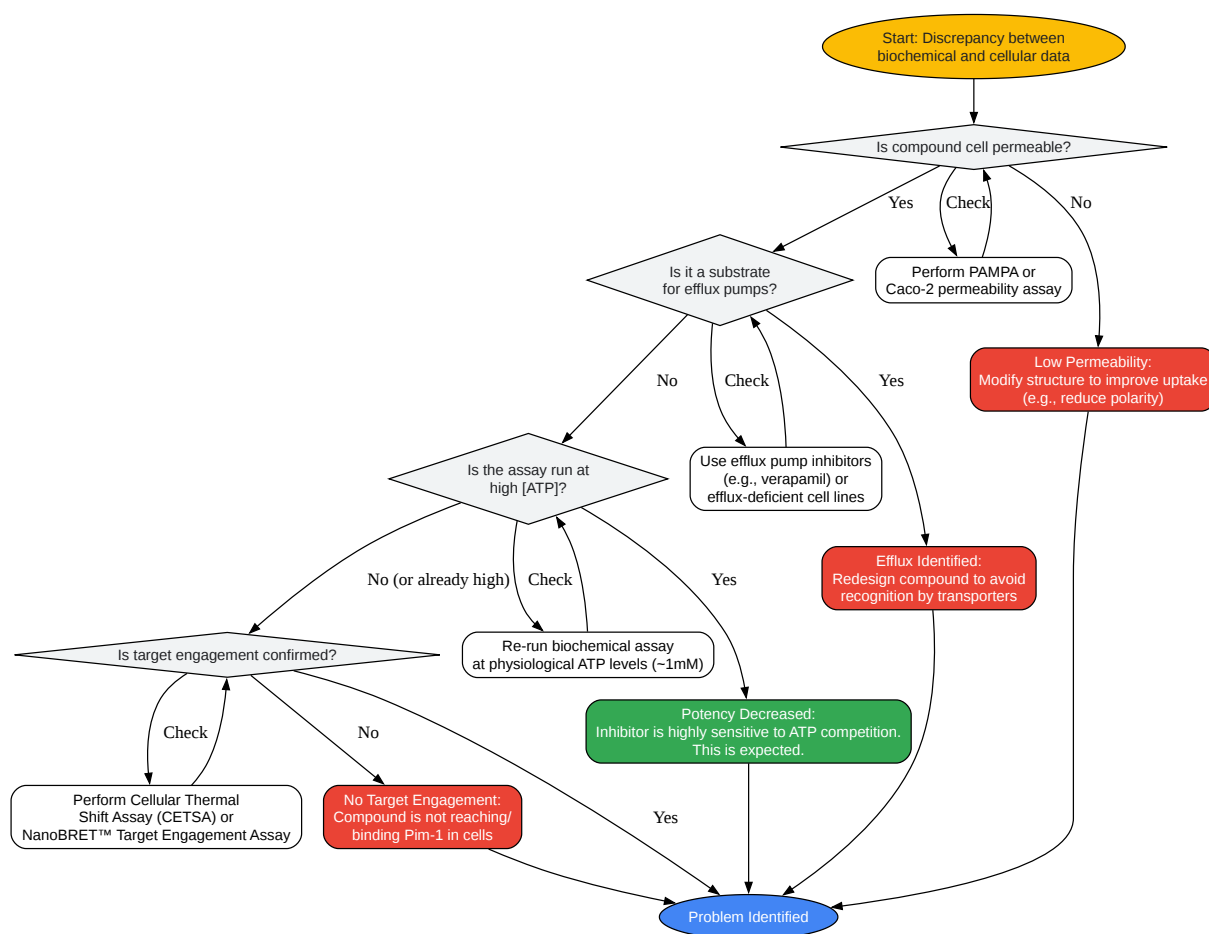 Start: Discrepancy between
biochemical and cellular data
Is compound cell permeable?
Yes
Check
No
Is it a substrate
for efflux pumps?
Perform PAMPA or
Caco-2 permeability assay
Low Permeability:
Modify structure to improve uptake
(e.g., reduce polarity)
No
Check
Yes
Is the assay run at
high [ATP]?
Use efflux pump inhibitors
(e.g., verapamil) or
efflux-deficient cell lines
Efflux Identified:
Redesign compound to avoid
recognition by transporters
No (or already high)
Check
Yes
Is target engagement confirmed?
Re-run biochemical assay
at physiological ATP levels (~1mM)
Potency Decreased:
Inhibitor is highly sensitive to ATP competition.
This is expected.
Check
No
Yes
Perform Cellular Thermal
Shift Assay (CETSA) or
NanoBRET™ Target Engagement Assay
No Target Engagement:
Compound is not reaching/
binding Pim-1 in cells
Problem Identified